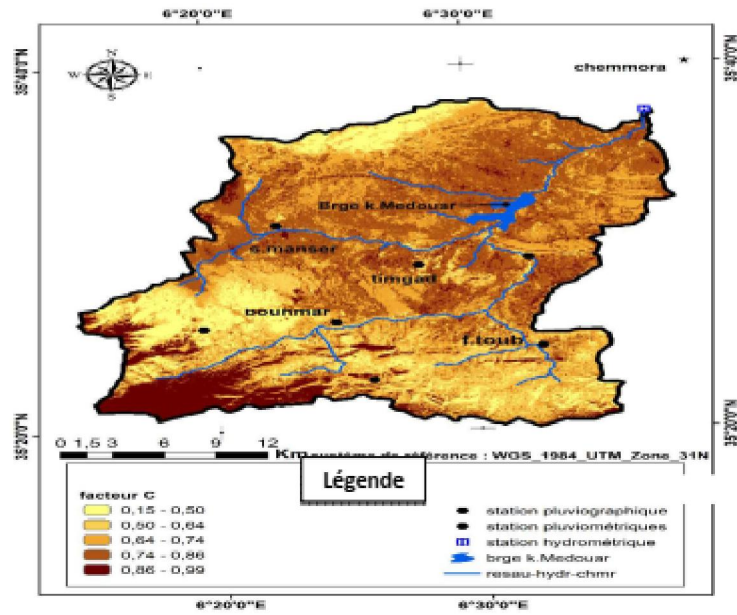 6°20'0"E 6°30'0"E
35°40'0"N
35°40'0"N
N
W E
S
chemmora
H
Brge k.Medouar
s.manser
timgad
bouhmar
f.toub
35°20'0"N
35°20'0"N
0 1,5 3 6 9 12
Km système de référence : WGS_1984_UTM_Zone_31N
Légende
facteur C
0,15 - 0,50
0,50 - 0,64
0,64 - 0,74
0,74 - 0,86
0,86 - 0,99
station pluviographique
station pluviométriques
H station hydrométrique
brge k.Medouar
resau-hydr-chmr
6°20'0"E 6°30'0"E